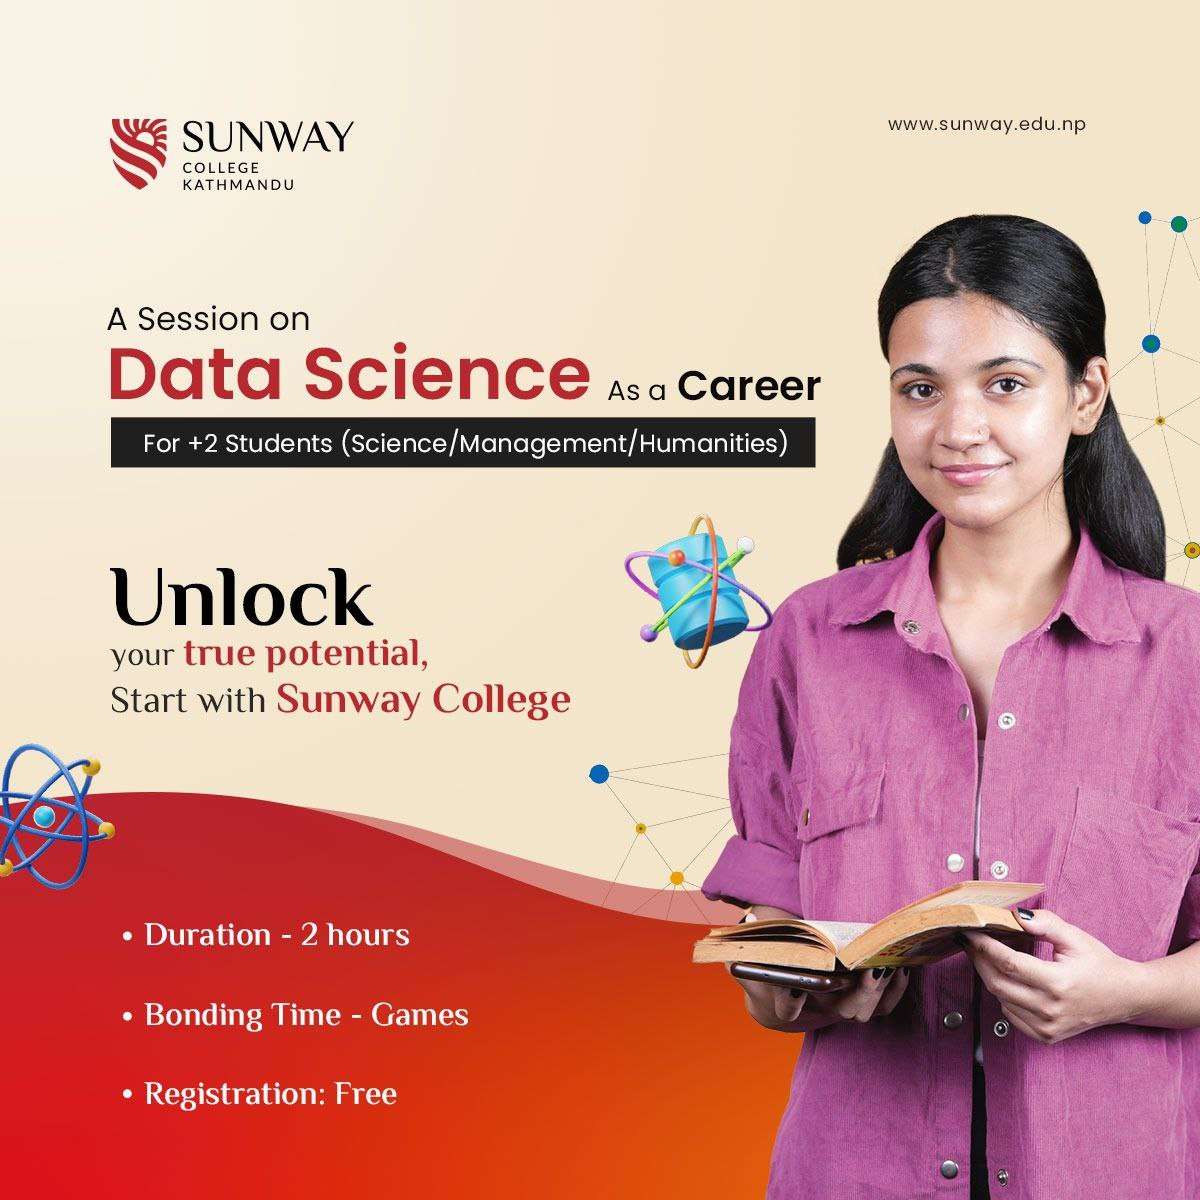 SUNWAY
COLLEGE
KATHMANDU
www.sunway.edu.np
A Session on
Data Science As a Career
For +2 Students (Science/Management/Humanities)
Unlock
your true potential,
Start with Sunway College
• Duration - 2 hours
• Bonding Time - Games
• Registration: Free